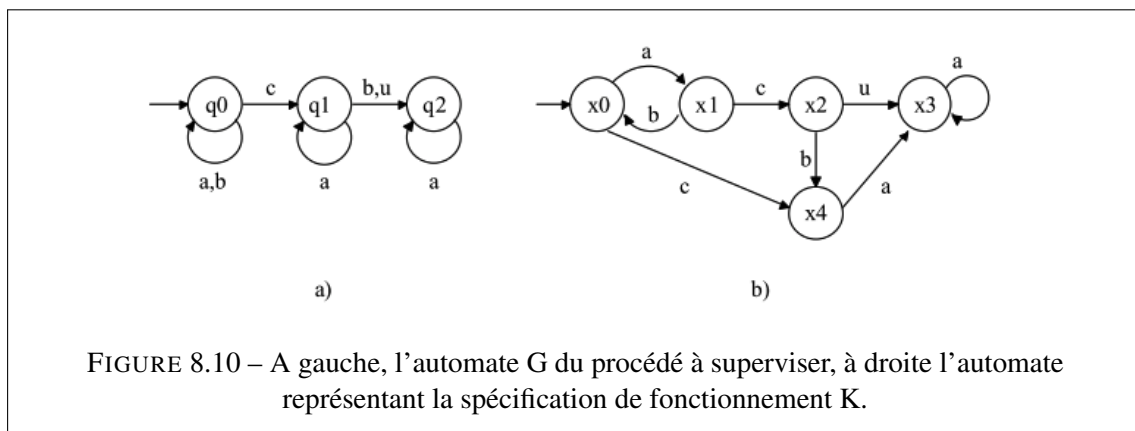 c
b,u
q0
q1
q2
a,b
a
a
a)
a
c
u
a
x0
b
x1
x2
x3
b
c
a
x4
b)
FIGURE 8.10 – A gauche, l'automate G du procédé à superviser, à droite l'automate
représentant la spécification de fonctionnement K.